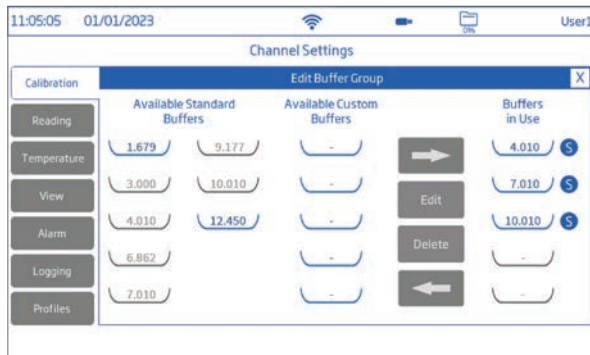 11:05:05 01/01/2023 0% User1
Channel Settings
Calibration
Edit Buffer Group X
Reading
Temperature
View
Alarm
Logging
Profiles
Available Standard Buffers
Available Custom Buffers
Buffers in Use
1.679 9.177 - 4.010 S
3.000 10.010 - Edit 7.010 S
4.010 12.450 - 10.010 S
6.862 - Delete -
7.010 - -